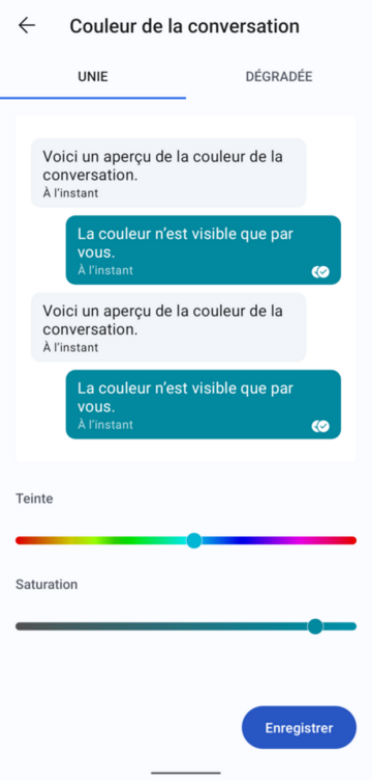 Couleur de la conversation
UNIE
DÉGRADÉE
Voici un aperçu de la couleur de la
conversation.
À l'instant
La couleur n'est visible que par
vous.
À l'instant
Voici un aperçu de la couleur de la
conversation.
À l'instant
La couleur n'est visible que par
vous.
À l'instant
Teinte
Saturation
Enregistrer